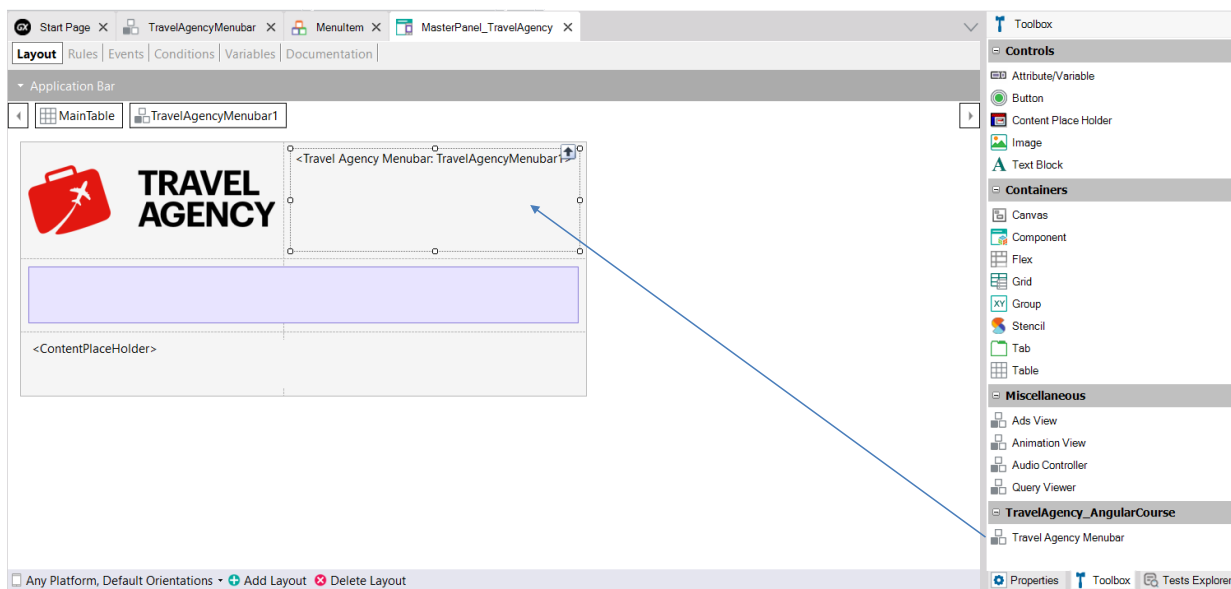 Start Page X TravelAgencyMenubar X MenuItem X MasterPanel_TravelAgency X
Layout Rules Events Conditions Variables Documentation
Application Bar
MainTable TravelAgencyMenubar1
<Travel Agency Menubar: TravelAgencyMenubar1>
TRAVEL
AGENCY
<ContentPlaceHolder>
Any Platform, Default Orientations Add Layout Delete Layout
Toolbox
Controls
Attribute/Variable
Button
Content Place Holder
Image
Text Block
Containers
Canvas
Component
Flex
Grid
Group
Stencil
Tab
Table
Miscellaneous
Ads View
Animation View
Audio Controller
Query Viewer
TravelAgency_AngularCourse
Travel Agency Menubar
Properties Toolbox Tests Explorer